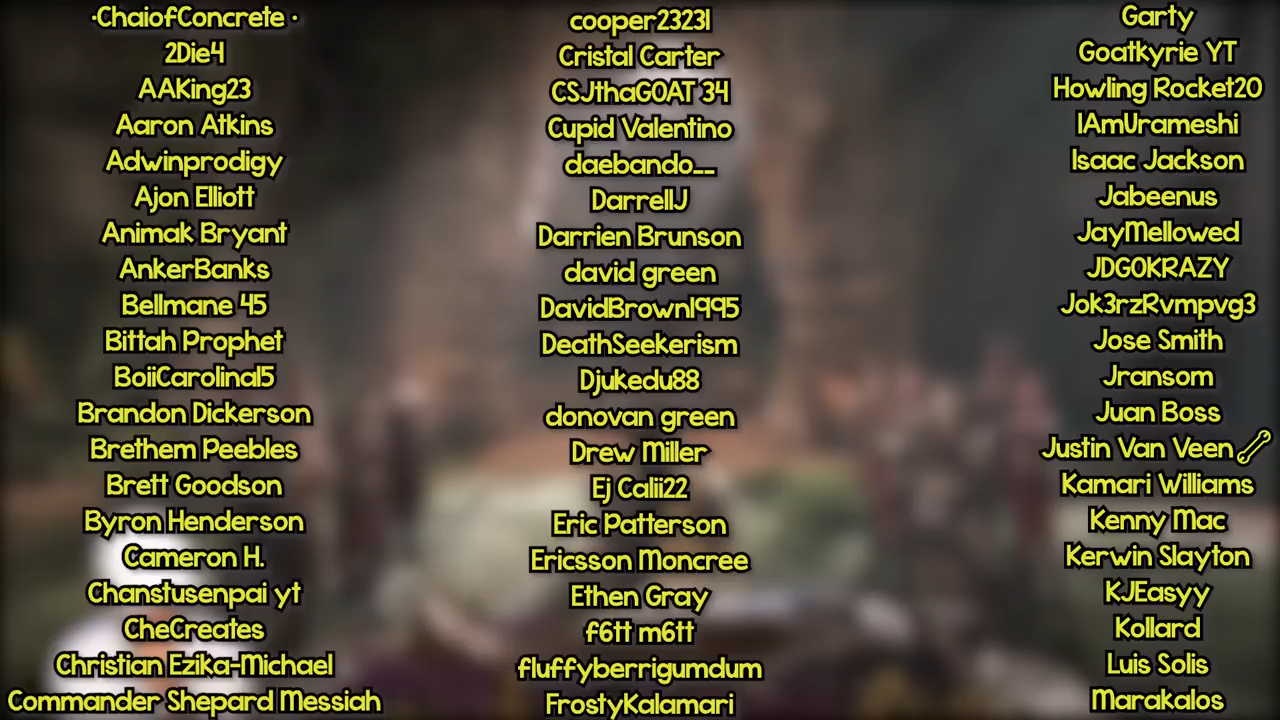 ·ChaiofConcrete ·
2Die4
AAKing23
Aaron Atkins
Adwinprodigy
Ajon Elliott
Animak Bryant
AnkerBanks
Bellmane 45
Bittah Prophet
BoiiCarolina15
Brandon Dickerson
Brethem Peebles
Brett Goodson
Byron Henderson
Cameron H.
Chanstusenpai yt
CheCreates
Christian Ezika-Michael
Commander Shepard Messiah
cooper23231
Cristal Carter
CSJthaGOAT 34
Cupid Valentino
daebando__
DarrellJ
Darrien Brunson
david green
DavidBrown1995
DeathSeekerism
Djukedu88
donovan green
Drew Miller
Ej Calii22
Eric Patterson
Ericsson Moncree
Ethen Gray
f6tt m6tt
fluffyberrigumdum
FrostyKalamari
Garty
Goatkyrie YT
Howling Rocket20
IAmUrameshi
Isaac Jackson
Jabeenus
JayMellowed
JDGOKRAZY
Jok3rzRvmpvg3
Jose Smith
Jransom
Juan Boss
Justin Van Veen🦴
Kamari Williams
Kenny Mac
Kerwin Slayton
KJEasyy
Kollard
Luis Solis
Marakalos